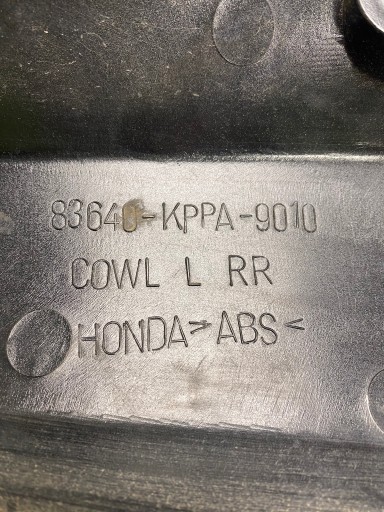 83640-KPPA-9010
COWL L RR
HONDA >ABS<